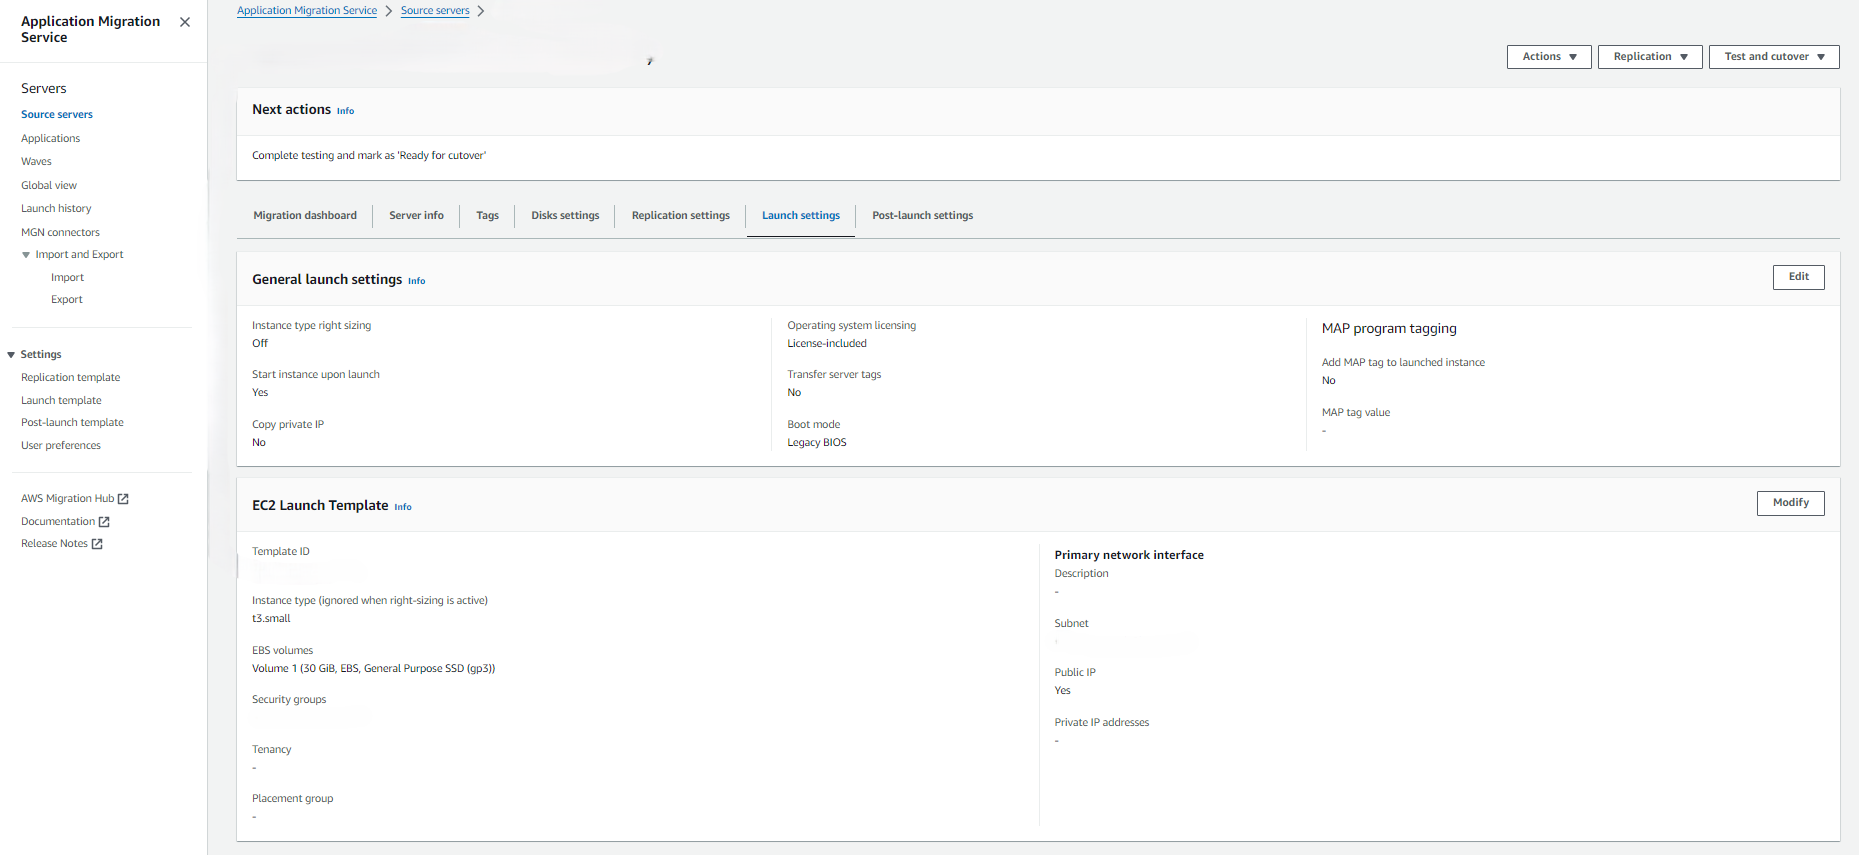 Application Migration
Service
Servers
Source servers
Applications
Waves
Global view
Launch history
MGN connectors
Import and Export
Import
Export
Settings
Replication template
Launch template
Post-launch template
User preferences
AWS Migration Hub
Documentation
Release Notes
Application Migration Service
Source servers
Actions
Replication
Test and cutover
Next actions Info
Complete testing and mark as 'Ready for cutover'
Migration dashboard
Server info
Tags
Disks settings
Replication settings
Launch settings
Post-launch settings
General launch settings Info
Edit
Instance type right sizing
Off
Start instance upon launch
Yes
Copy private IP
No
Operating system licensing
License-included
Transfer server tags
No
Boot mode
Legacy BIOS
MAP program tagging
Add MAP tag to launched instance
No
MAP tag value
-
EC2 Launch Template Info
Modify
Template ID
Instance type (ignored when right-sizing is active)
t3.small
EBS volumes
Volume 1 (30 GiB, EBS, General Purpose SSD (gp3))
Security groups
Tenancy
-
Placement group
-
Primary network interface
Description
-
Subnet
Public IP
Yes
Private IP addresses
-